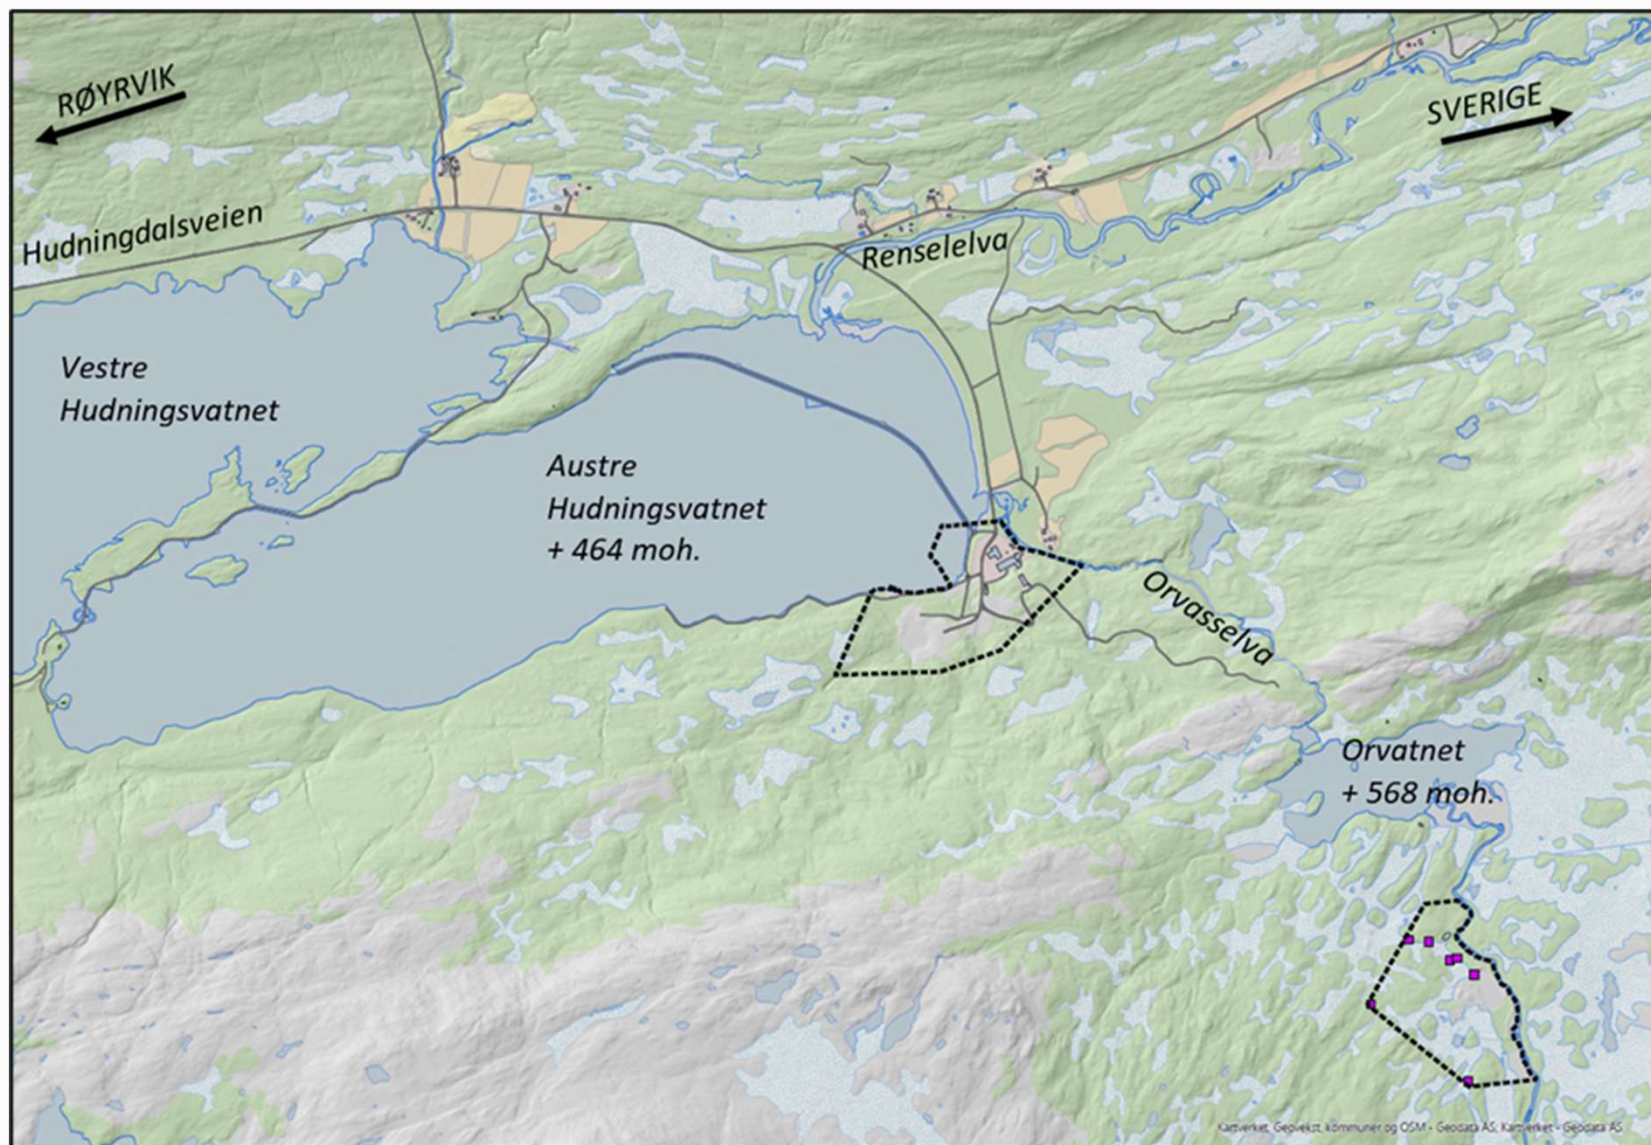 RØYRVIK
SVERIGE
Hudningdalsveien
Renselelva
Vestre
Hudningsvatnet
Austre
Hudningsvatnet
+ 464 moh.
Orvasselva
Orvatnet
+ 568 moh.
Kartverket, Geovekst, kommuner og OSM - Geodata AS, Kartverket - Geodata AS